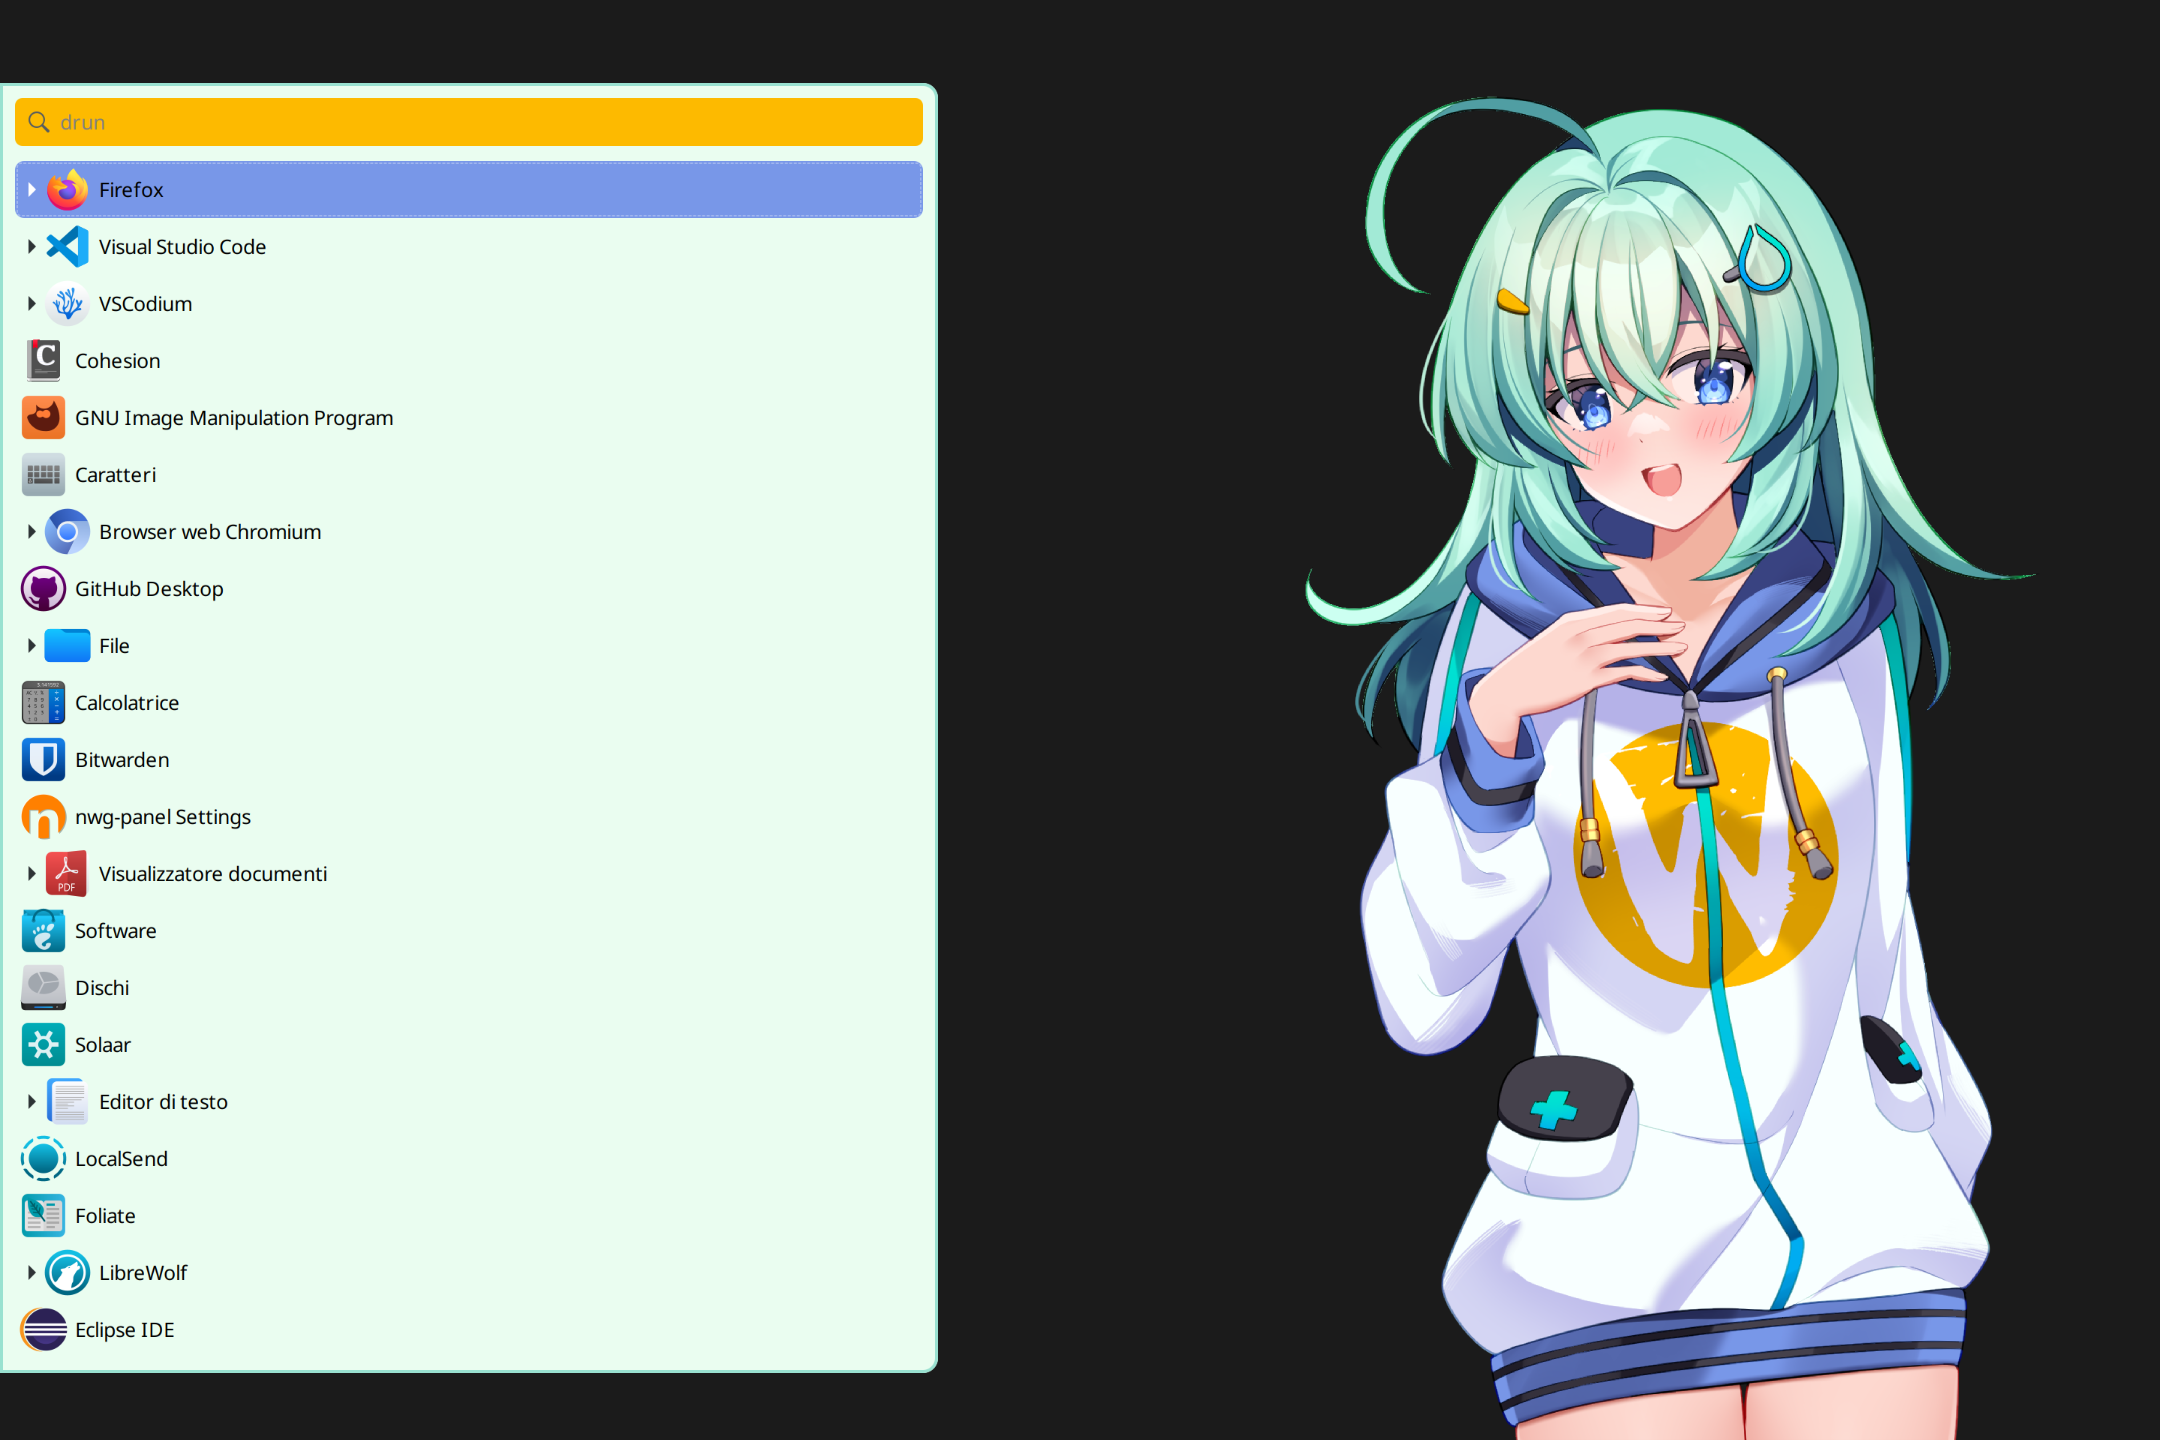 drun
Firefox
Visual Studio Code
VSCodium
Cohesion
GNU Image Manipulation Program
Caratteri
Browser web Chromium
GitHub Desktop
File
Calcolatrice
Bitwarden
nwg-panel Settings
Visualizzatore documenti
PDF
Software
Dischi
Solaar
Editor di testo
LocalSend
Foliate
LibreWolf
Eclipse IDE
W